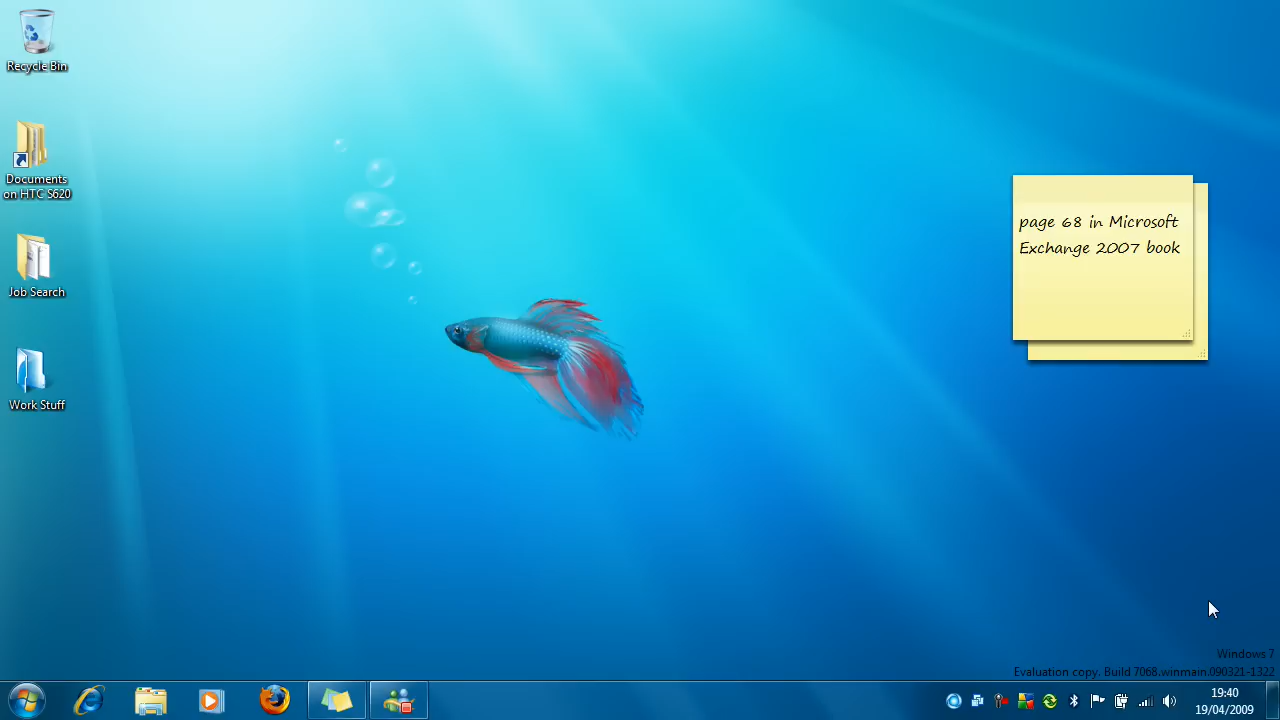 Recycle Bin
Documents
on HTC S620
Job Search
Work Stuff
page 68 in Microsoft
Exchange 2007 book
Windows 7
Evaluation copy. Build 7068.winmain.090321-1322
19:40
19/04/2009